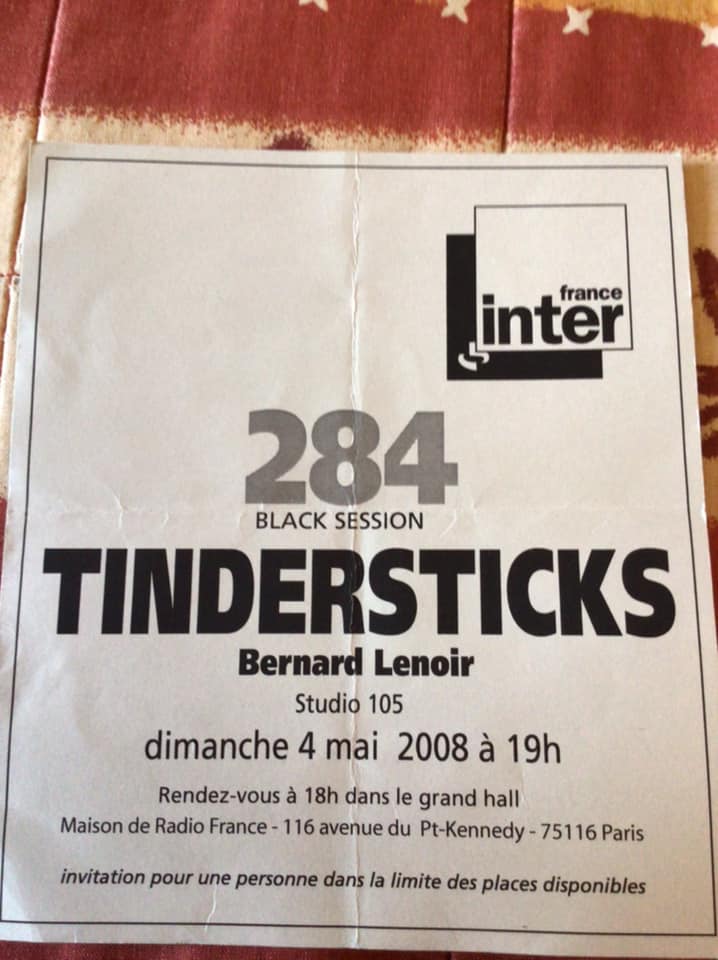 france
inter
284
BLACK SESSION
TINDERSTICKS
Bernard Lenoir
Studio 105
dimanche 4 mai 2008 à 19h
Rendez-vous à 18h dans le grand hall
Maison de Radio France - 116 avenue du Pt-Kennedy - 75116 Paris
invitation pour une personne dans la limite des places disponibles